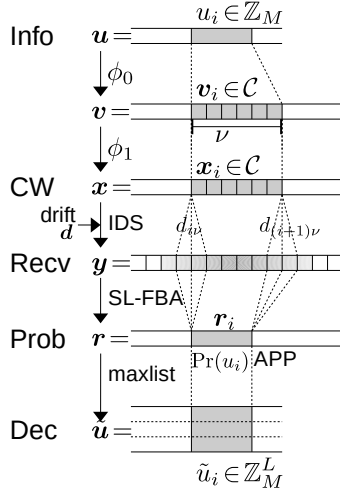 Info u = u_i ∈ ℤ_M
ϕ_0
v = v_i ∈ 𝒞
ν
ϕ_1
CW x = x_i ∈ 𝒞
drift d IDS d_{iν} d_{(i+1)ν}
Recv y =
SL-FBA
r_i
Prob r = Pr(u_i) APP
maxlist
Dec ũ =
ũ_i ∈ ℤ_M^L